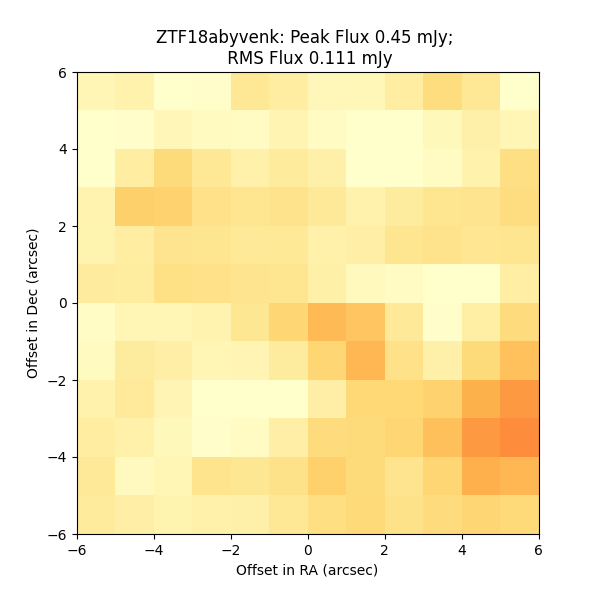 ZTF18abyvenk: Peak Flux 0.45 mJy;
RMS Flux 0.111 mJy
6
4
2
0
−2
−4
−6
Offset in Dec (arcsec)
−6 −4 −2 0 2 4 6
Offset in RA (arcsec)